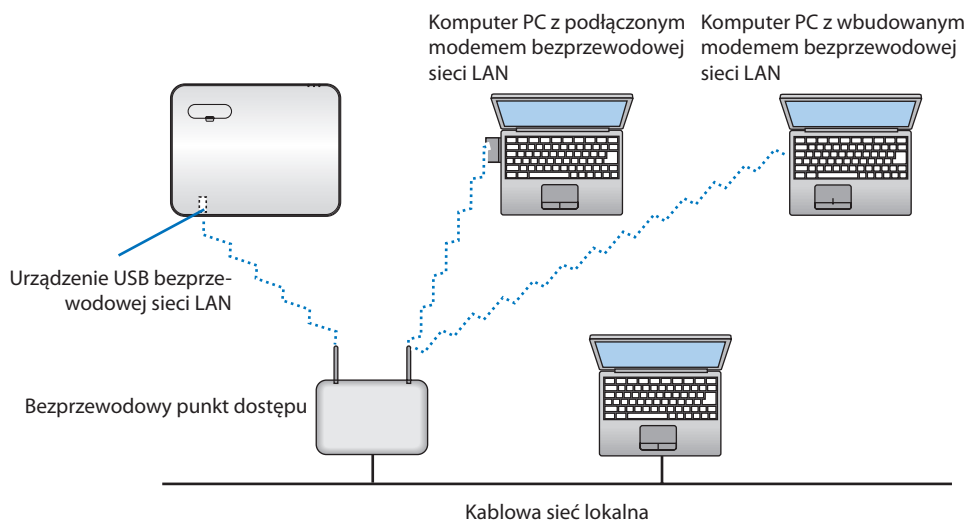 Komputer PC z podłączonym
modemem bezprzewodowej
sieci LAN
Komputer PC z wbudowanym
modemem bezprzewodowej
sieci LAN
Urządzenie USB bezprze-
wodowej sieci LAN
Bezprzewodowy punkt dostępu
Kablowa sieć lokalna